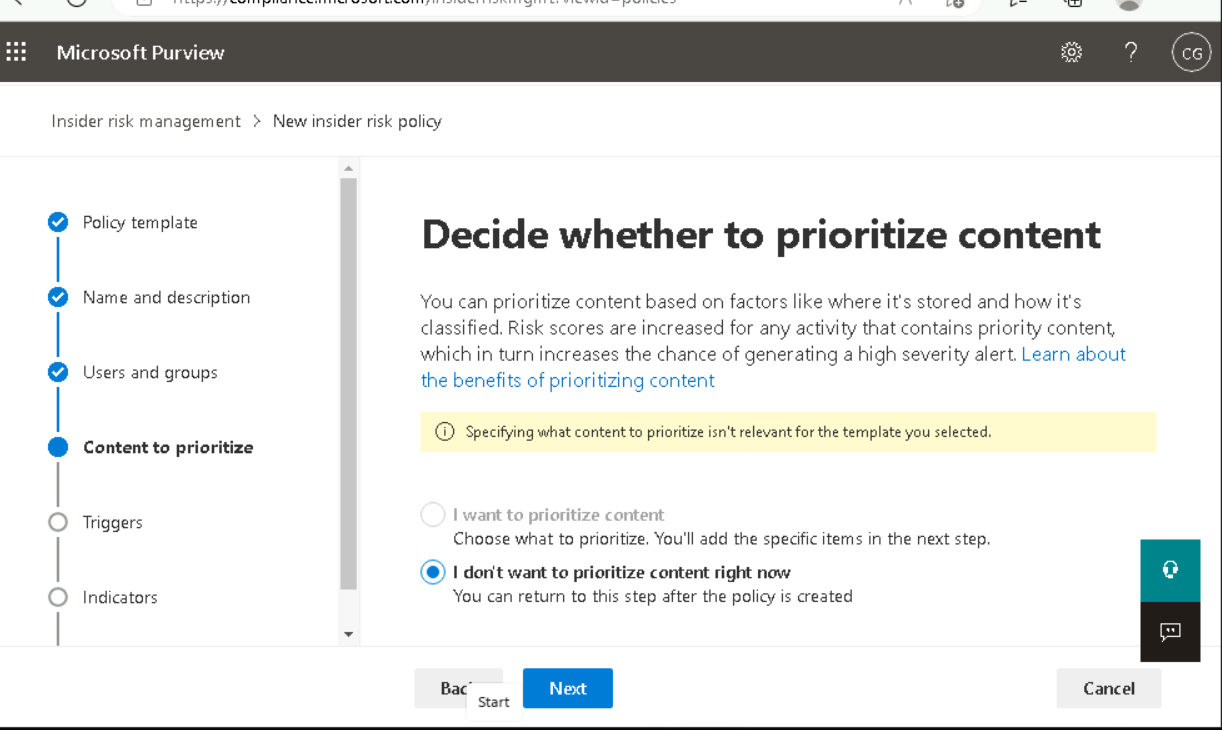 https://compliance.microsoft.com/insiderriskmgmt?viewid=policies
Microsoft Purview
CG
Insider risk management > New insider risk policy
Policy template
Name and description
Users and groups
Content to prioritize
Triggers
Indicators
Decide whether to prioritize content
You can prioritize content based on factors like where it's stored and how it's
classified. Risk scores are increased for any activity that contains priority content,
which in turn increases the chance of generating a high severity alert. Learn about
the benefits of prioritizing content
Specifying what content to prioritize isn't relevant for the template you selected.
I want to prioritize content
Choose what to prioritize. You'll add the specific items in the next step.
I don't want to prioritize content right now
You can return to this step after the policy is created
Back
Start
Next
Cancel